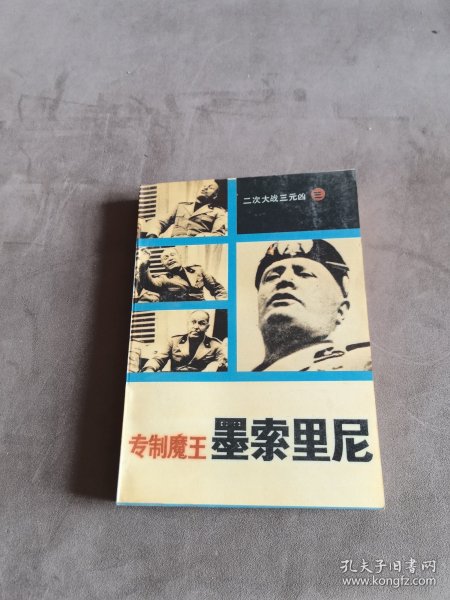 二次大战三元凶 三
专制魔王 墨索里尼
孔夫子旧书网
www.kongfz.com